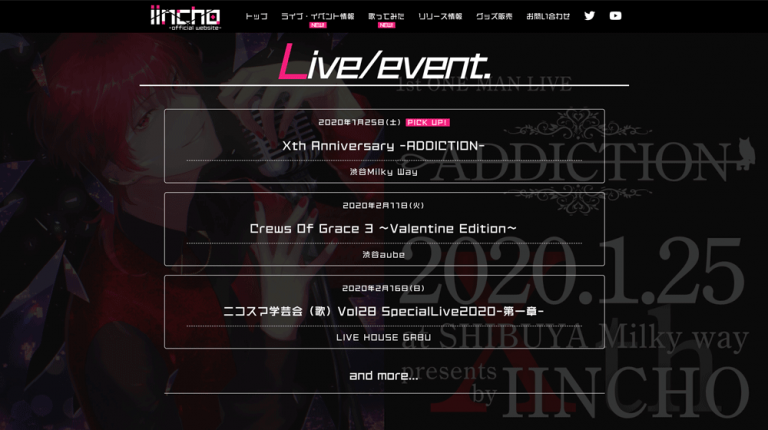 iincho
-official website-
トップ ライブ・イベント情報 歌ってみた リリース情報 グッズ販売 お問い合わせ
NEW! NEW!
Live/event.
1st ONE MAN LIVE
2020年1月25日(土) PICK UP!
Xth Anniversary -ADDICTION-
渋谷Milky Way
ADDICTION
2020年2月11日(火)
Crews Of Grace 3 ～Valentine Edition～
渋谷aube
2020.1.25
2020年2月16日(日)
ニコスマ学芸会（歌）Vol28 SpecialLive2020-第一章-
LIVE HOUSE GABU
at SHIBUYA Milky way
Xth
presents
by IINCHO
and more...